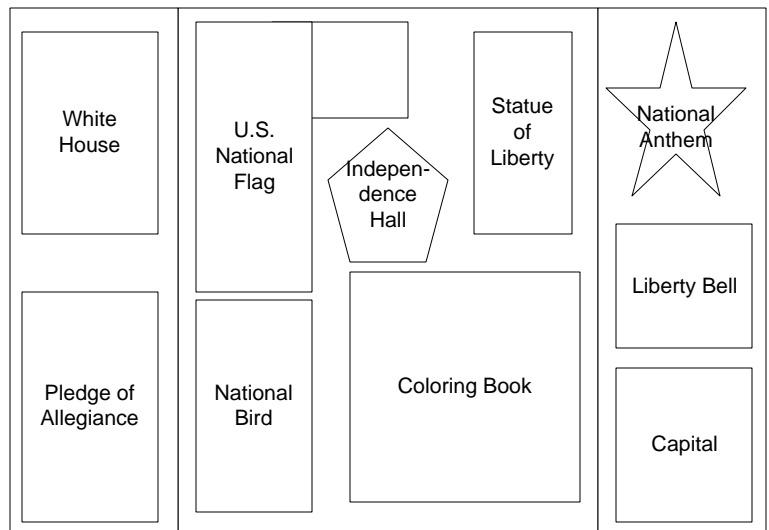 White
House
Pledge of
Allegiance
U.S.
National
Flag
Indepen-
dence
Hall
Statue
of
Liberty
National
Bird
Coloring Book
National
Anthem
Liberty Bell
Capital